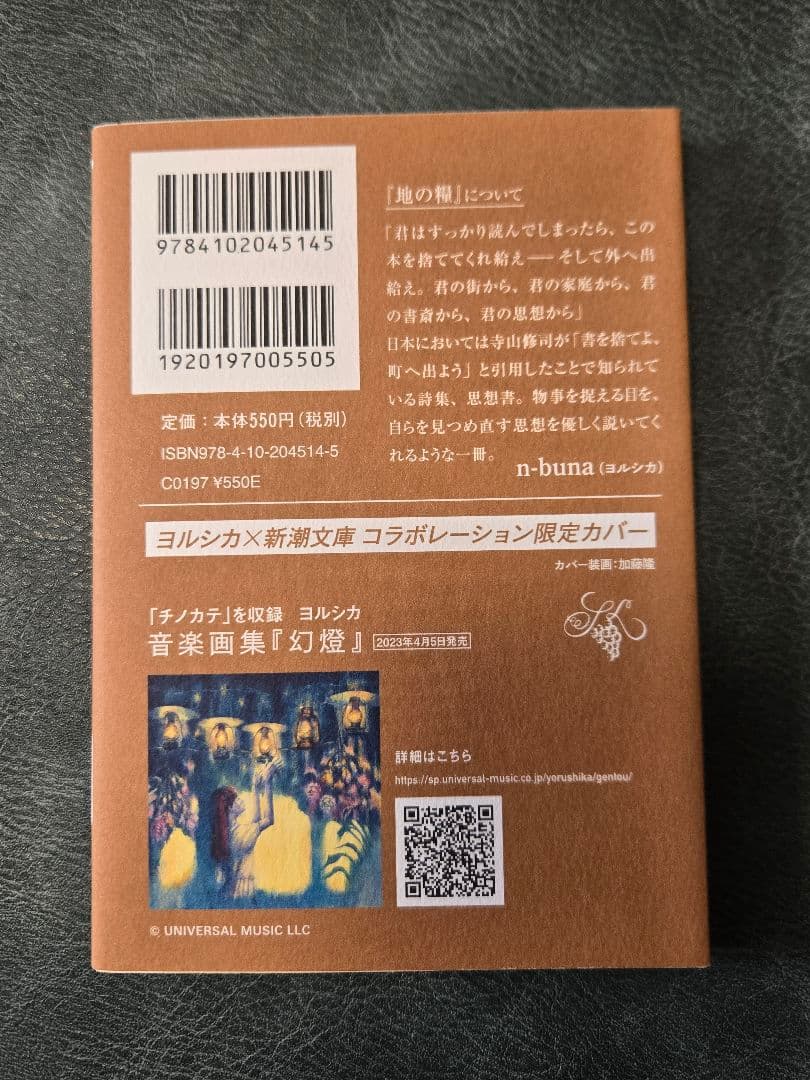 9784102045145
1920197005505
定価：本体550円（税別）
ISBN978-4-10-204514-5
C0197 ¥550E
『地の糧』について
「君はすっかり読んでしまったら、この
本を捨ててくれ給え――そして外へ出
給え。君の街から、君の家庭から、君
の書斎から、君の思想から」
日本においては寺山修司が「書を捨てよ、
町へ出よう」と引用したことで知られて
いる詩集、思想書。物事を捉える目を、
自らを見つめ直す思想を優しく説いてく
れるような一冊。
n-buna（ヨルシカ）
ヨルシカ×新潮文庫 コラボレーション限定カバー
カバー装画：加藤隆
「チノカテ」を収録　ヨルシカ
音楽画集『幻燈』 2023年4月5日発売
詳細はこちら
https://sp.universal-music.co.jp/yorushika/gentou/
© UNIVERSAL MUSIC LLC